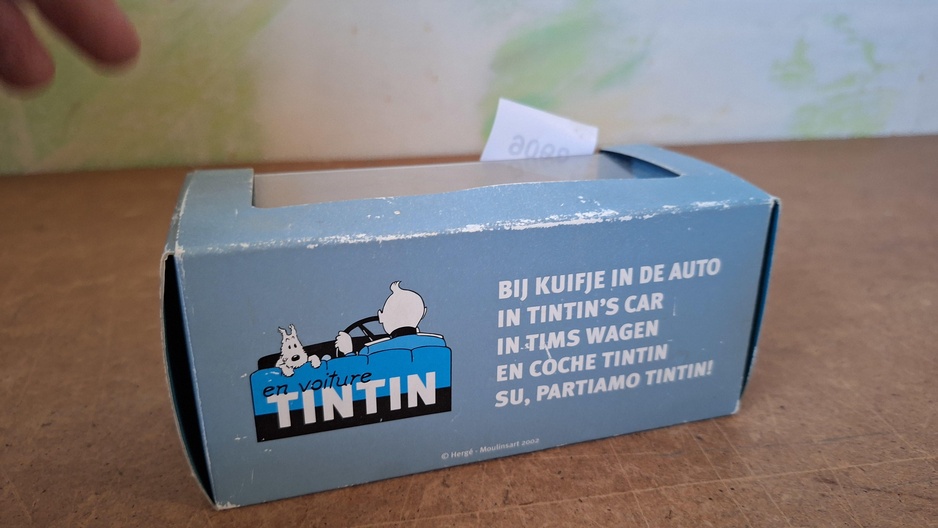 en voiture
TINTIN
BIJ KUIFJE IN DE AUTO
IN TINTIN'S CAR
IN TIMS WAGEN
EN COCHE TINTIN
SU, PARTIAMO TINTIN!
© Hergé - Moulinsart 2002